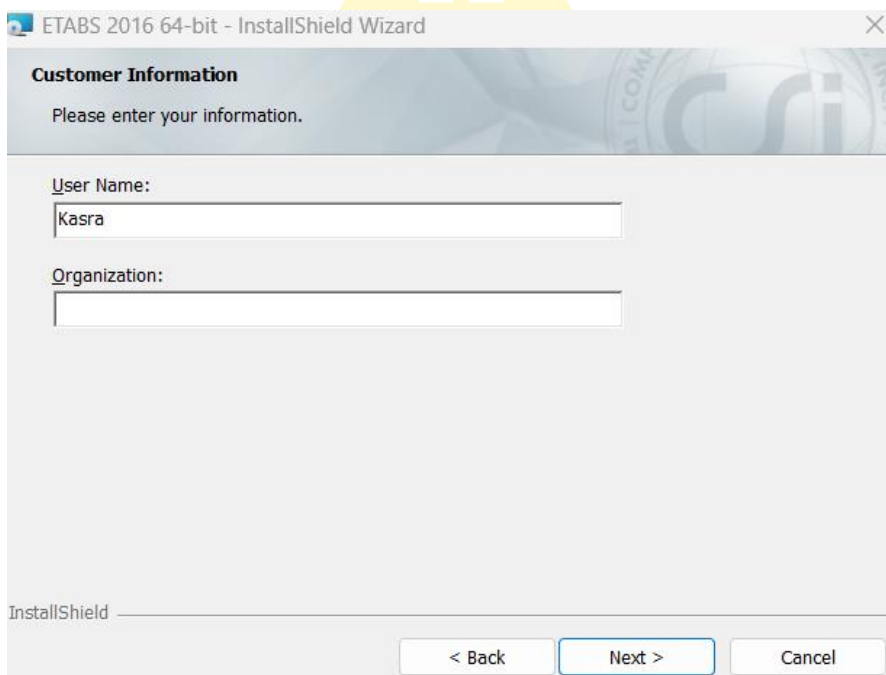 ETABS 2016 64-bit - InstallShield Wizard
Customer Information
Please enter your information.
CSi
User Name:
Kasra
Organization:
InstallShield
< Back
Next >
Cancel